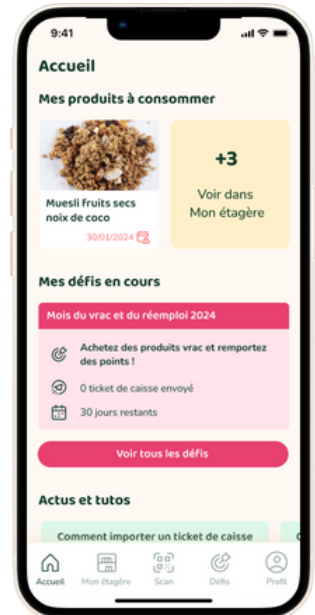 9:41
Accueil
Mes produits à consommer
Muesli fruits secs
noix de coco
30/01/2024
+3
Voir dans
Mon étagère
Mes défis en cours
Mois du vrac et du réemploi 2024
Achetez des produits vrac et remportez
des points !
0 ticket de caisse envoyé
30 jours restants
Voir tous les défis
Actus et tutos
Comment importer un ticket de caisse
Accueil
Mon étagère
Scan
Défis
Profil